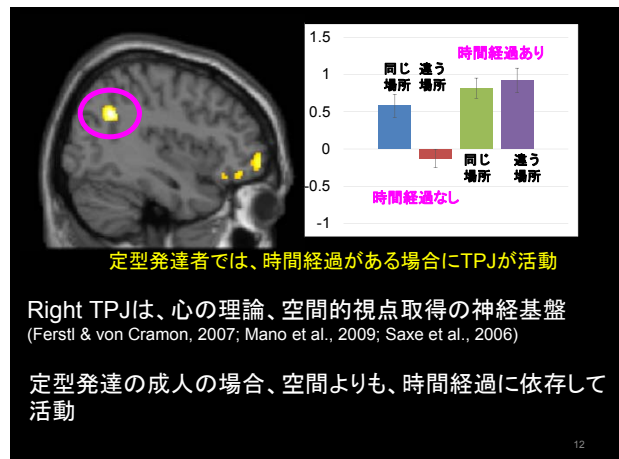 1.5
1
0.5
0
-0.5
-1
時間経過あり
同じ 違う
場所 場所
同じ 違う
場所 場所
時間経過なし
定型発達者では、時間経過がある場合にTPJが活動
Right TPJは、心の理論、空間的視点取得の神経基盤
(Ferstl & von Cramon, 2007; Mano et al., 2009; Saxe et al., 2006)
定型発達の成人の場合、空間よりも、時間経過に依存して
活動
12